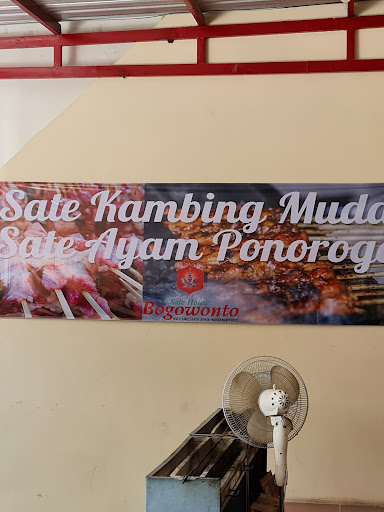 Sate Kambing Muda
Sate Ayam Ponorogo
Sate House
Bogowonto